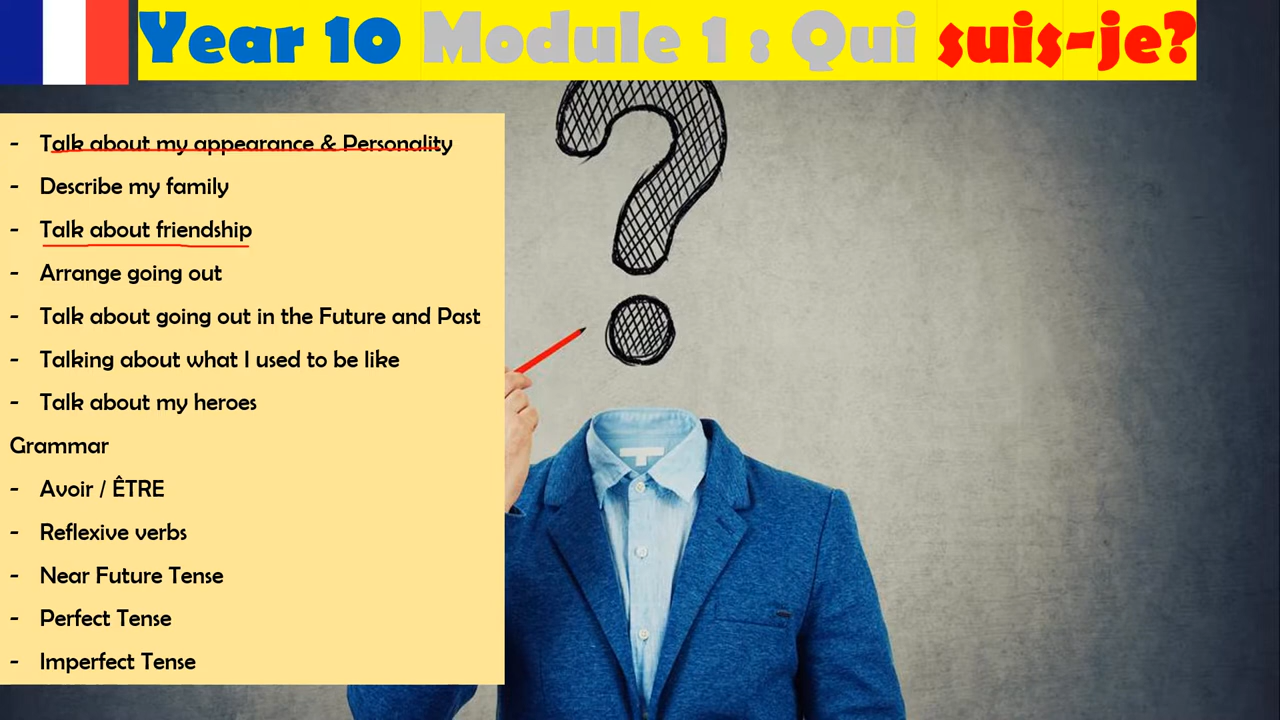 Year 10 Module 1 : Qui suis-je?
- Talk about my appearance & Personality
- Describe my family
- Talk about friendship
- Arrange going out
- Talk about going out in the Future and Past
- Talking about what I used to be like
- Talk about my heroes
Grammar
- Avoir / ÊTRE
- Reflexive verbs
- Near Future Tense
- Perfect Tense
- Imperfect Tense